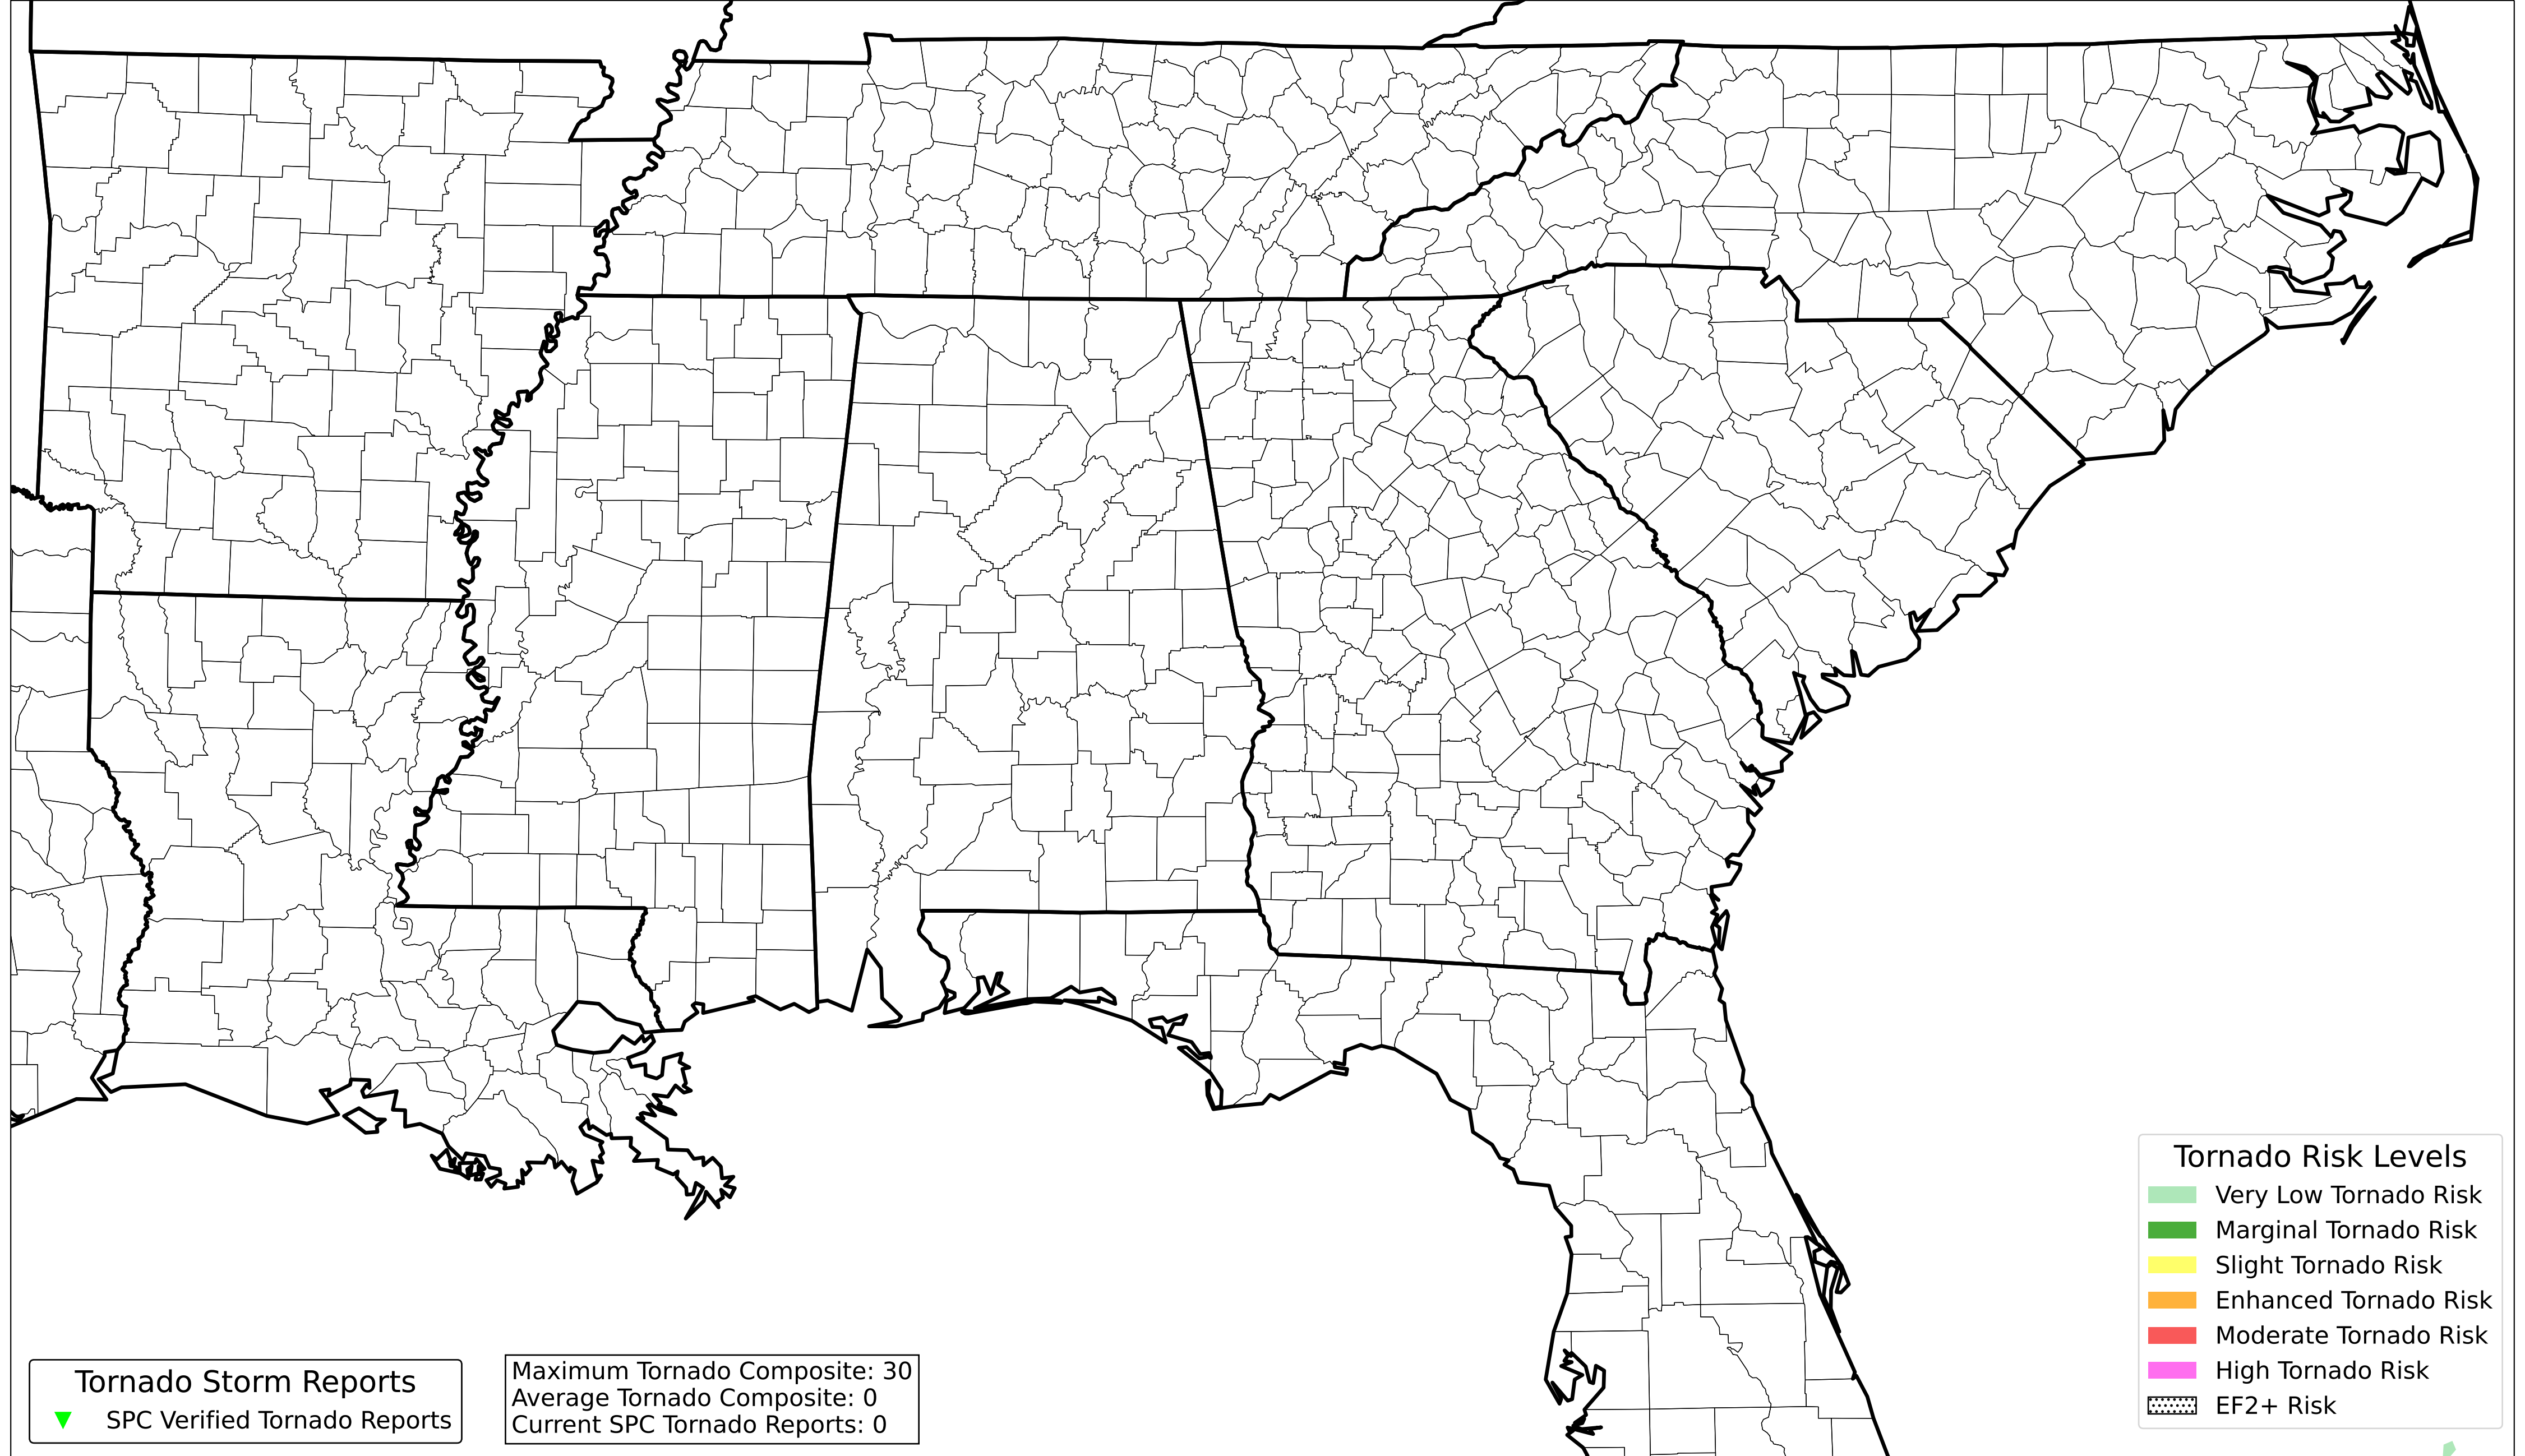 Tornado Risk Levels
Very Low Tornado Risk
Marginal Tornado Risk
Slight Tornado Risk
Enhanced Tornado Risk
Moderate Tornado Risk
High Tornado Risk
EF2+ Risk
Tornado Storm Reports
SPC Verified Tornado Reports
Maximum Tornado Composite: 30
Average Tornado Composite: 0
Current SPC Tornado Reports: 0